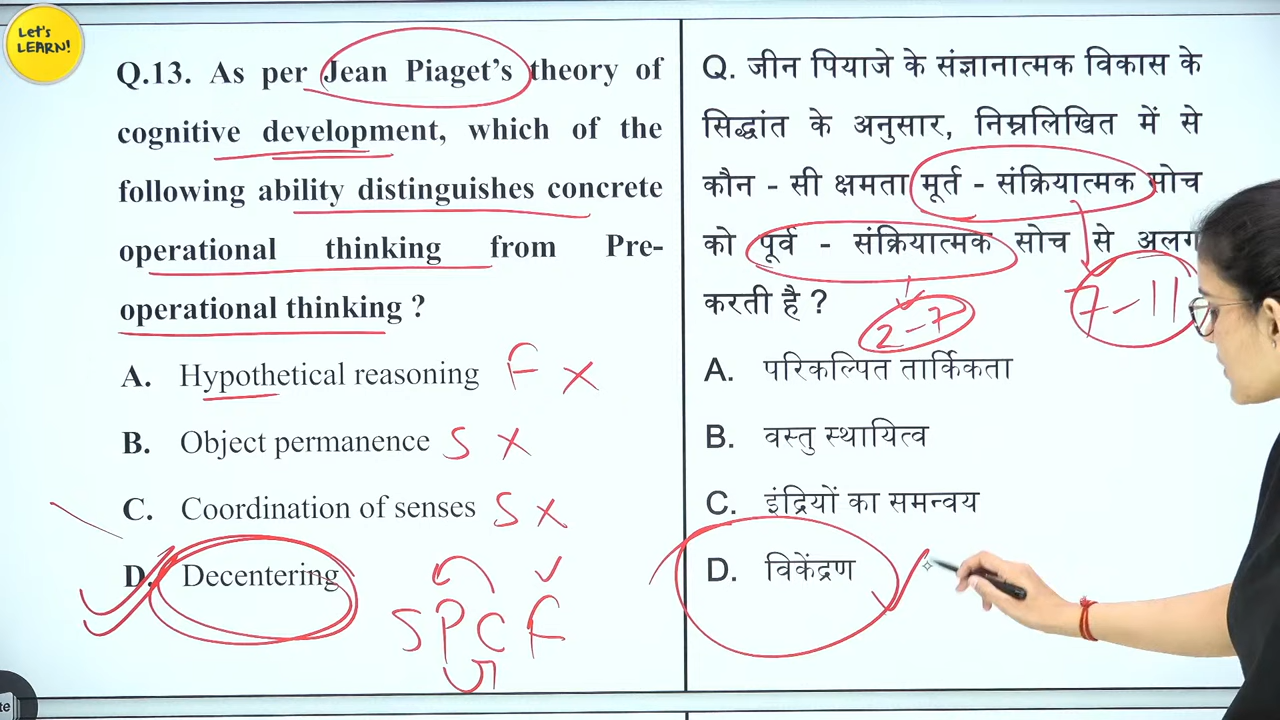 Let's
LEARN!
Q.13. As per Jean Piaget's theory of
cognitive development, which of the
following ability distinguishes concrete
operational thinking from Pre-
operational thinking ?
A. Hypothetical reasoning F X
B. Object permanence S X
C. Coordination of senses S X
D. Decentering
S P C F
Q. जीन पियाजे के संज्ञानात्मक विकास के
सिद्धांत के अनुसार, निम्नलिखित में से
कौन - सी क्षमता मूर्त - संक्रियात्मक सोच
को पूर्व - संक्रियात्मक सोच से अलग
करती है ?
2-7
7-11
A. परिकल्पित तार्किकता
B. वस्तु स्थायित्व
C. इंद्रियों का समन्वय
D. विकेंद्रण